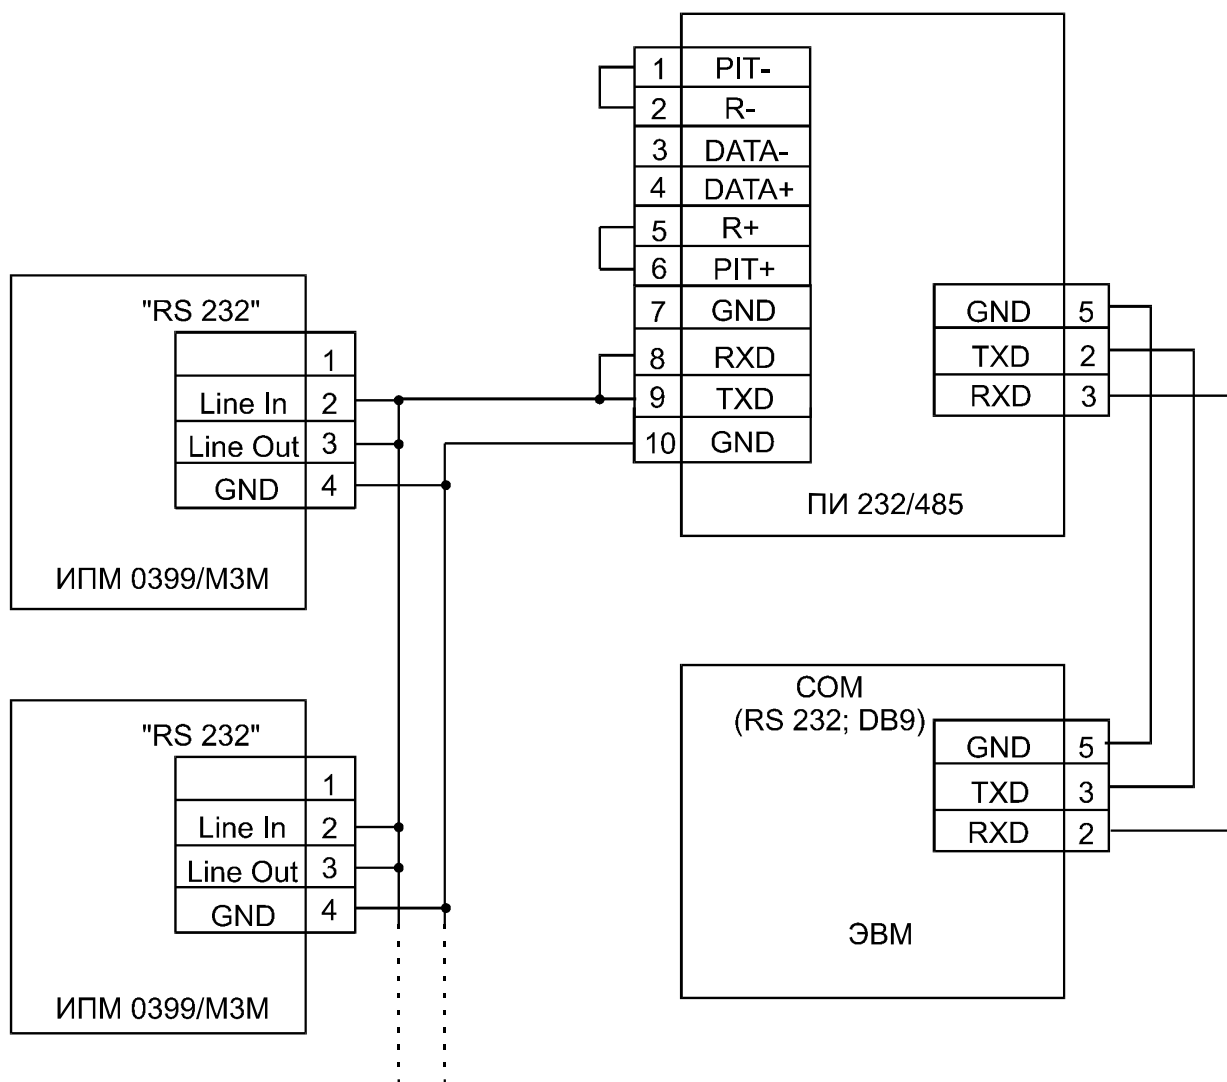 1 PIT-
2 R-
3 DATA-
4 DATA+
5 R+
6 PIT+
7 GND
8 RXD
9 TXD
10 GND
GND 5
TXD 2
RXD 3
ПИ 232/485
"RS 232"
1
Line In 2
Line Out 3
GND 4
ИПМ 0399/М3М
"RS 232"
1
Line In 2
Line Out 3
GND 4
ИПМ 0399/М3М
COM
(RS 232; DB9)
GND 5
TXD 3
RXD 2
ЭВМ